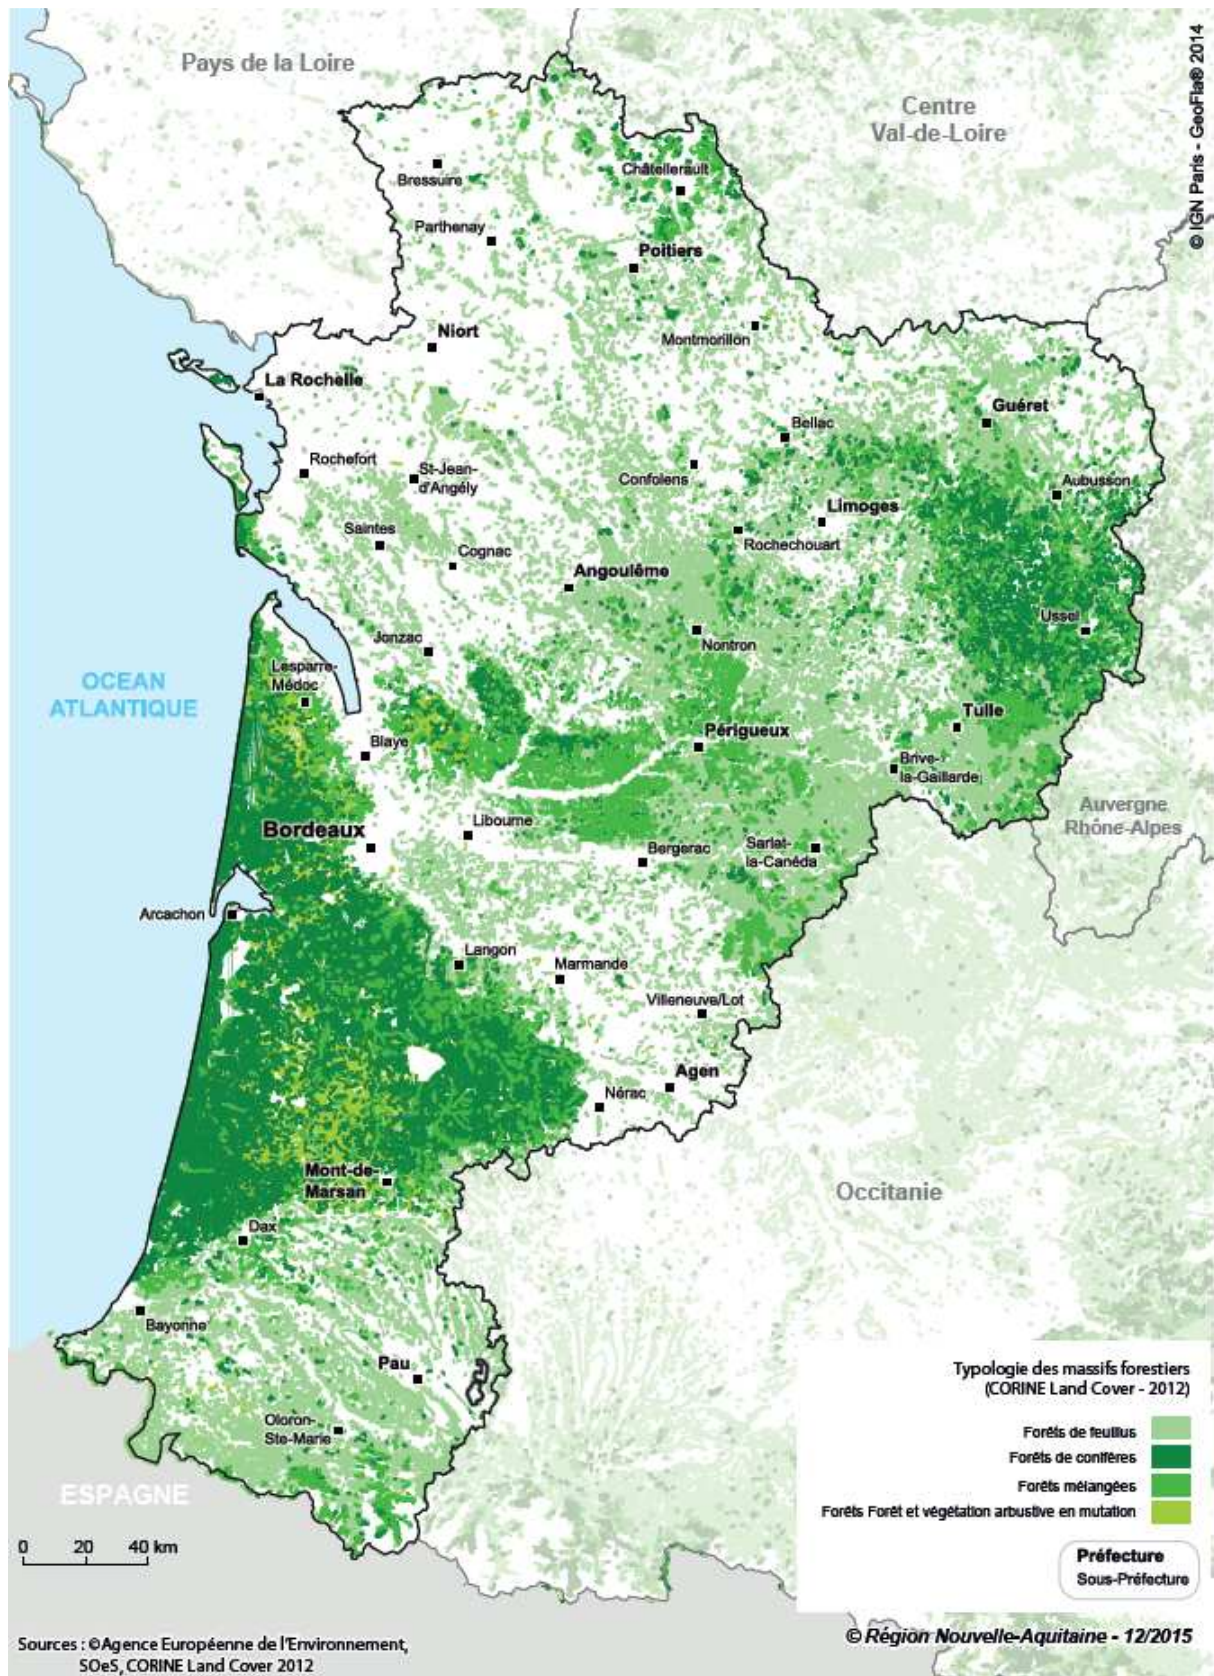 Pays de la Loire
Centre
Val-de-Loire
© IGN Paris - GeoFla® 2014
Bressuire
Châtellerault
Parthenay
Poitiers
Niort
Montmorillon
La Rochelle
Guéret
Bellac
Rochefort
St-Jean-
d'Angély
Confolens
Aubusson
Limoges
Saintes
Cognac
Rochechouart
Angoulême
Ussel
Jonzac
Nontron
Lesparre-
Médoc
OCEAN
ATLANTIQUE
Tulle
Périgueux
Blaye
Brive-
la-Gaillarde
Auvergne
Rhône-Alpes
Bordeaux
Libourne
Bergerac
Sarlat-
la-Canéda
Arcachon
Langon
Marmande
Villeneuve/Lot
Agen
Nérac
Mont-de-
Marsan
Occitanie
Dax
Bayonne
Pau
Oloron-
Ste-Marie
ESPAGNE
0 20 40 km
Typologie des massifs forestiers
(CORINE Land Cover - 2012)
Forêts de feuillus
Forêts de conifères
Forêts mélangées
Forêts Forêt et végétation arbustive en mutation
Préfecture
Sous-Préfecture
© Région Nouvelle-Aquitaine - 12/2015
Sources : ©Agence Européenne de l'Environnement,
SOeS, CORINE Land Cover 2012